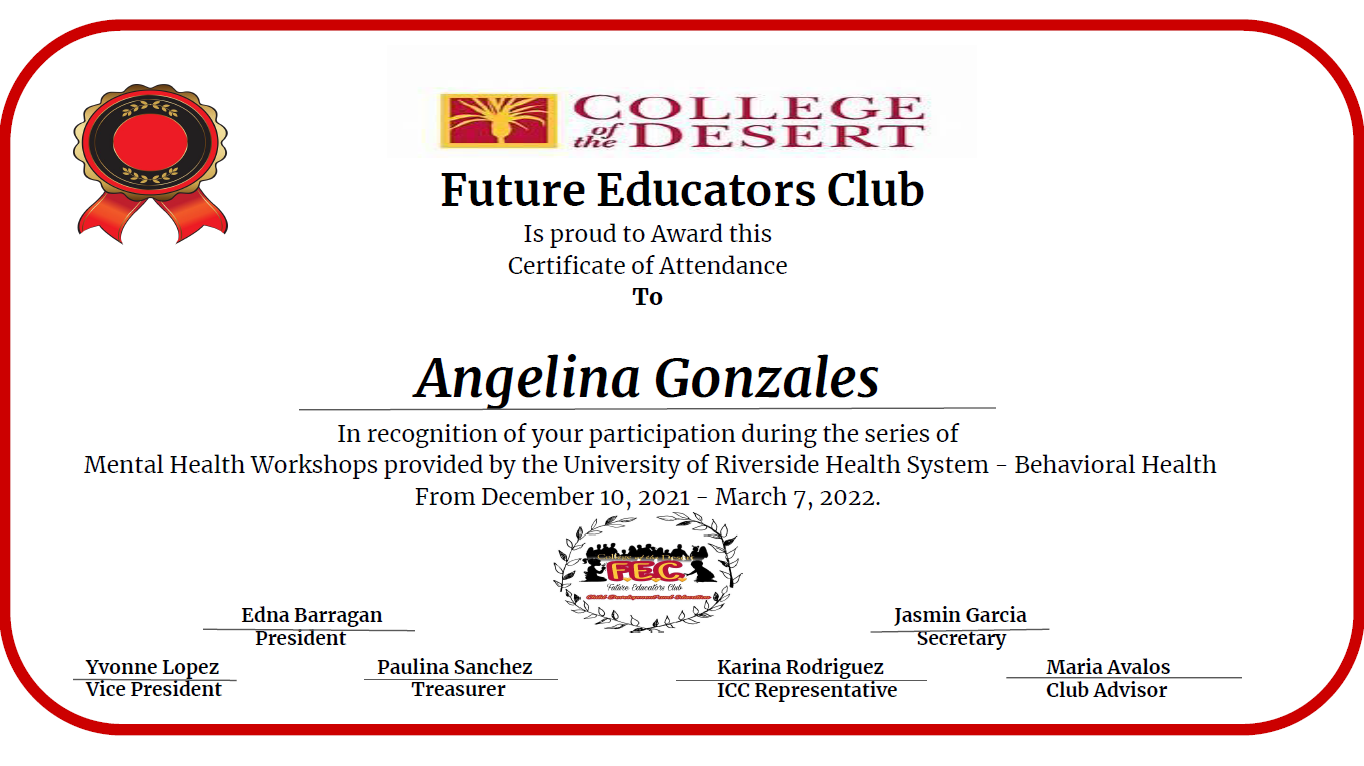 COLLEGE
of the DESERT
Future Educators Club
Is proud to Award this
Certificate of Attendance
To
Angelina Gonzales
In recognition of your participation during the series of
Mental Health Workshops provided by the University of Riverside Health System - Behavioral Health
From December 10, 2021 - March 7, 2022.
F.E.C.
Future Educators Club
Edna Barragan
President
Jasmin Garcia
Secretary
Yvonne Lopez
Vice President
Paulina Sanchez
Treasurer
Karina Rodriguez
ICC Representative
Maria Avalos
Club Advisor